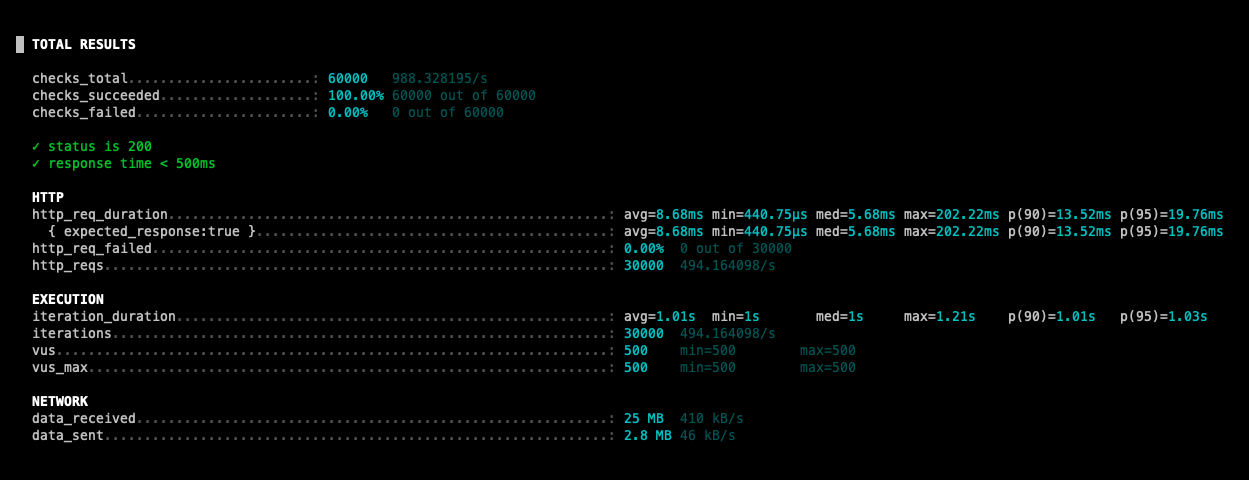 TOTAL RESULTS
checks_total.......................: 60000 988.328195/s
checks_succeeded...................: 100.00% 60000 out of 60000
checks_failed......................: 0.00% 0 out of 60000
✓ status is 200
✓ response time < 500ms
HTTP
http_req_duration.......................................................: avg=8.68ms min=440.75µs med=5.68ms max=202.22ms p(90)=13.52ms p(95)=19.76ms
{ expected_response:true }............................................: avg=8.68ms min=440.75µs med=5.68ms max=202.22ms p(90)=13.52ms p(95)=19.76ms
http_req_failed.........................................................: 0.00% 0 out of 30000
http_reqs...............................................................: 30000 494.164098/s
EXECUTION
iteration_duration......................................................: avg=1.01s min=1s med=1s max=1.21s p(90)=1.01s p(95)=1.03s
iterations..............................................................: 30000 494.164098/s
vus.....................................................................: 500 min=500 max=500
vus_max.................................................................: 500 min=500 max=500
NETWORK
data_received...........................................................: 25 MB 410 kB/s
data_sent...............................................................: 2.8 MB 46 kB/s